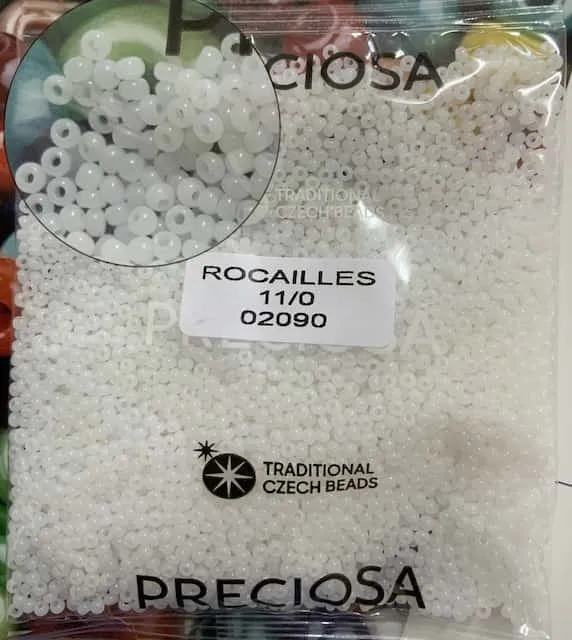 PRECIOSA
TRADITIONAL
CZECH BEADS
ROCAILLES
11/0
02090
PRECIOSA
TRADITIONAL
CZECH BEADS
PRECIOSA